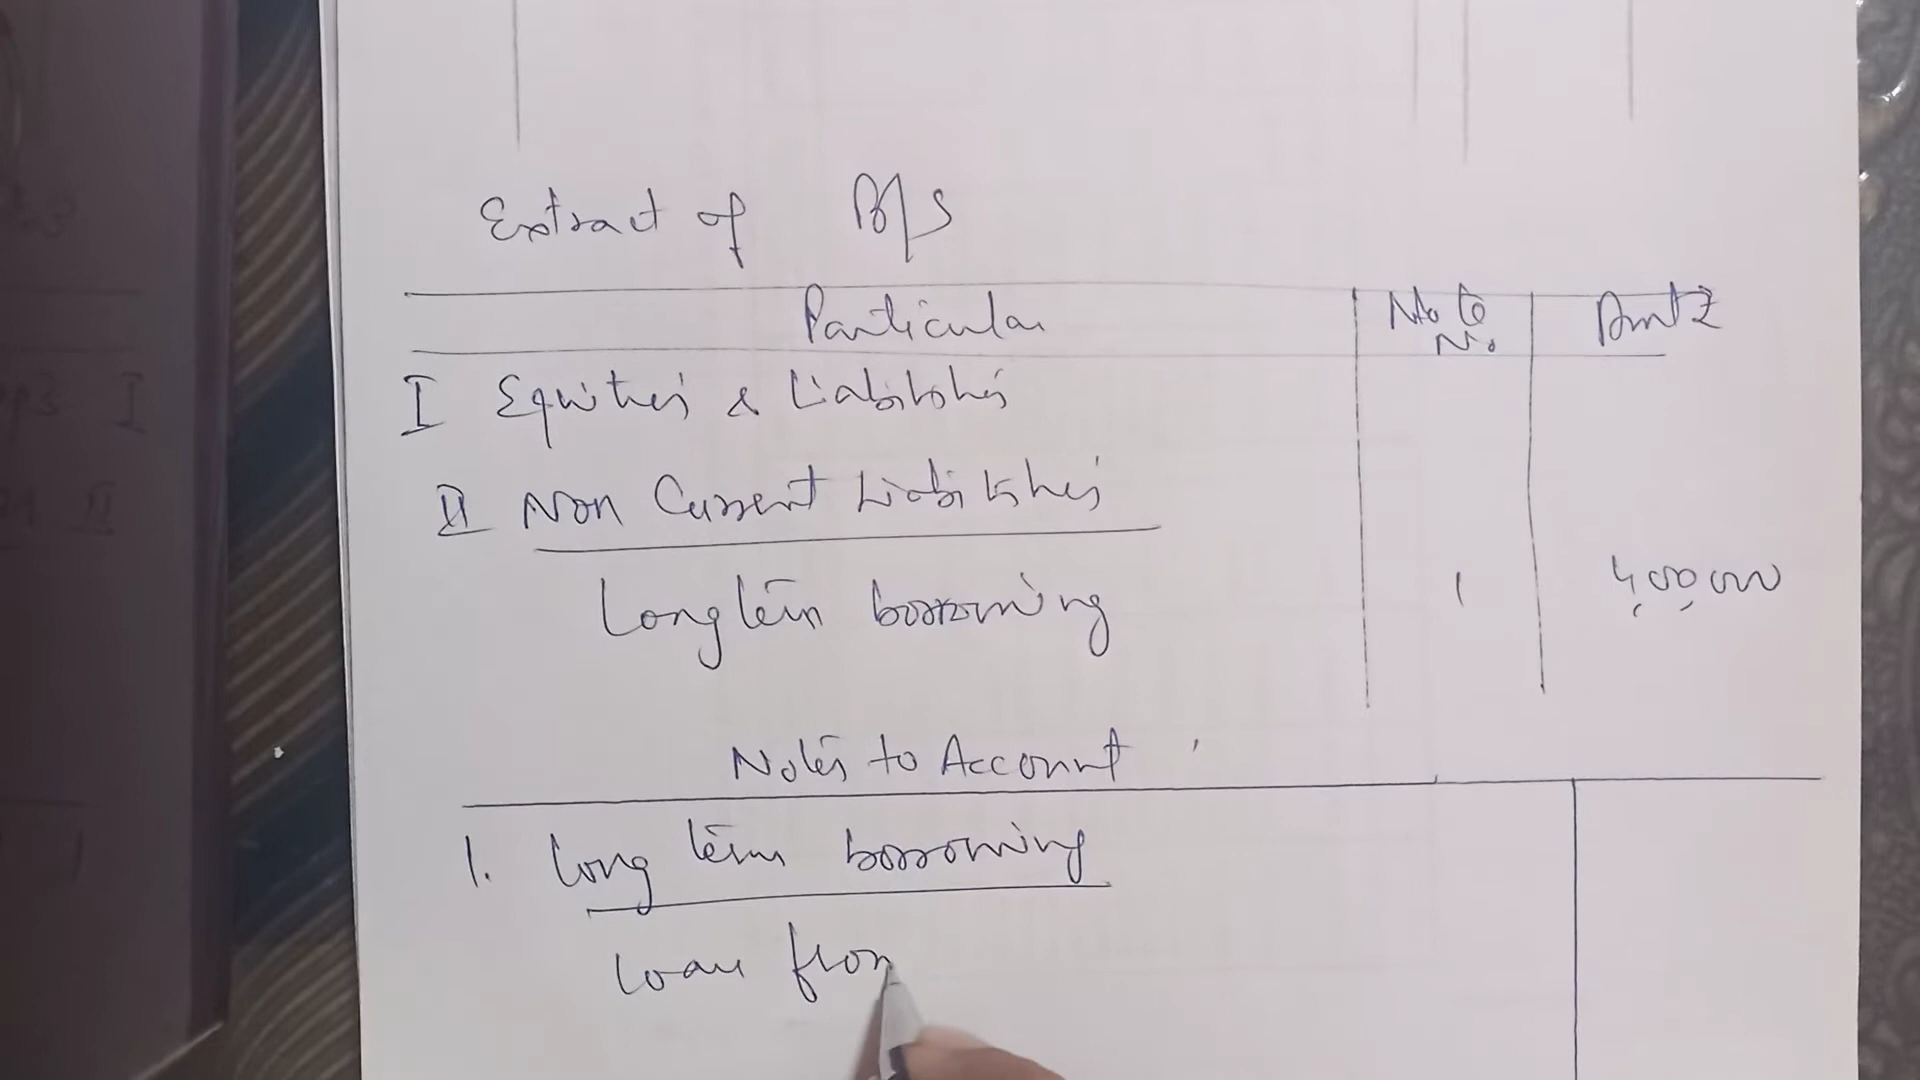 Extract of B/S
Particular Note No. Amt ₹
I Equities & Liabilities
II Non Current Liabilities
Long term borrowing 1 4,00,000
Notes to Account
1. Long term borrowing
Loan from